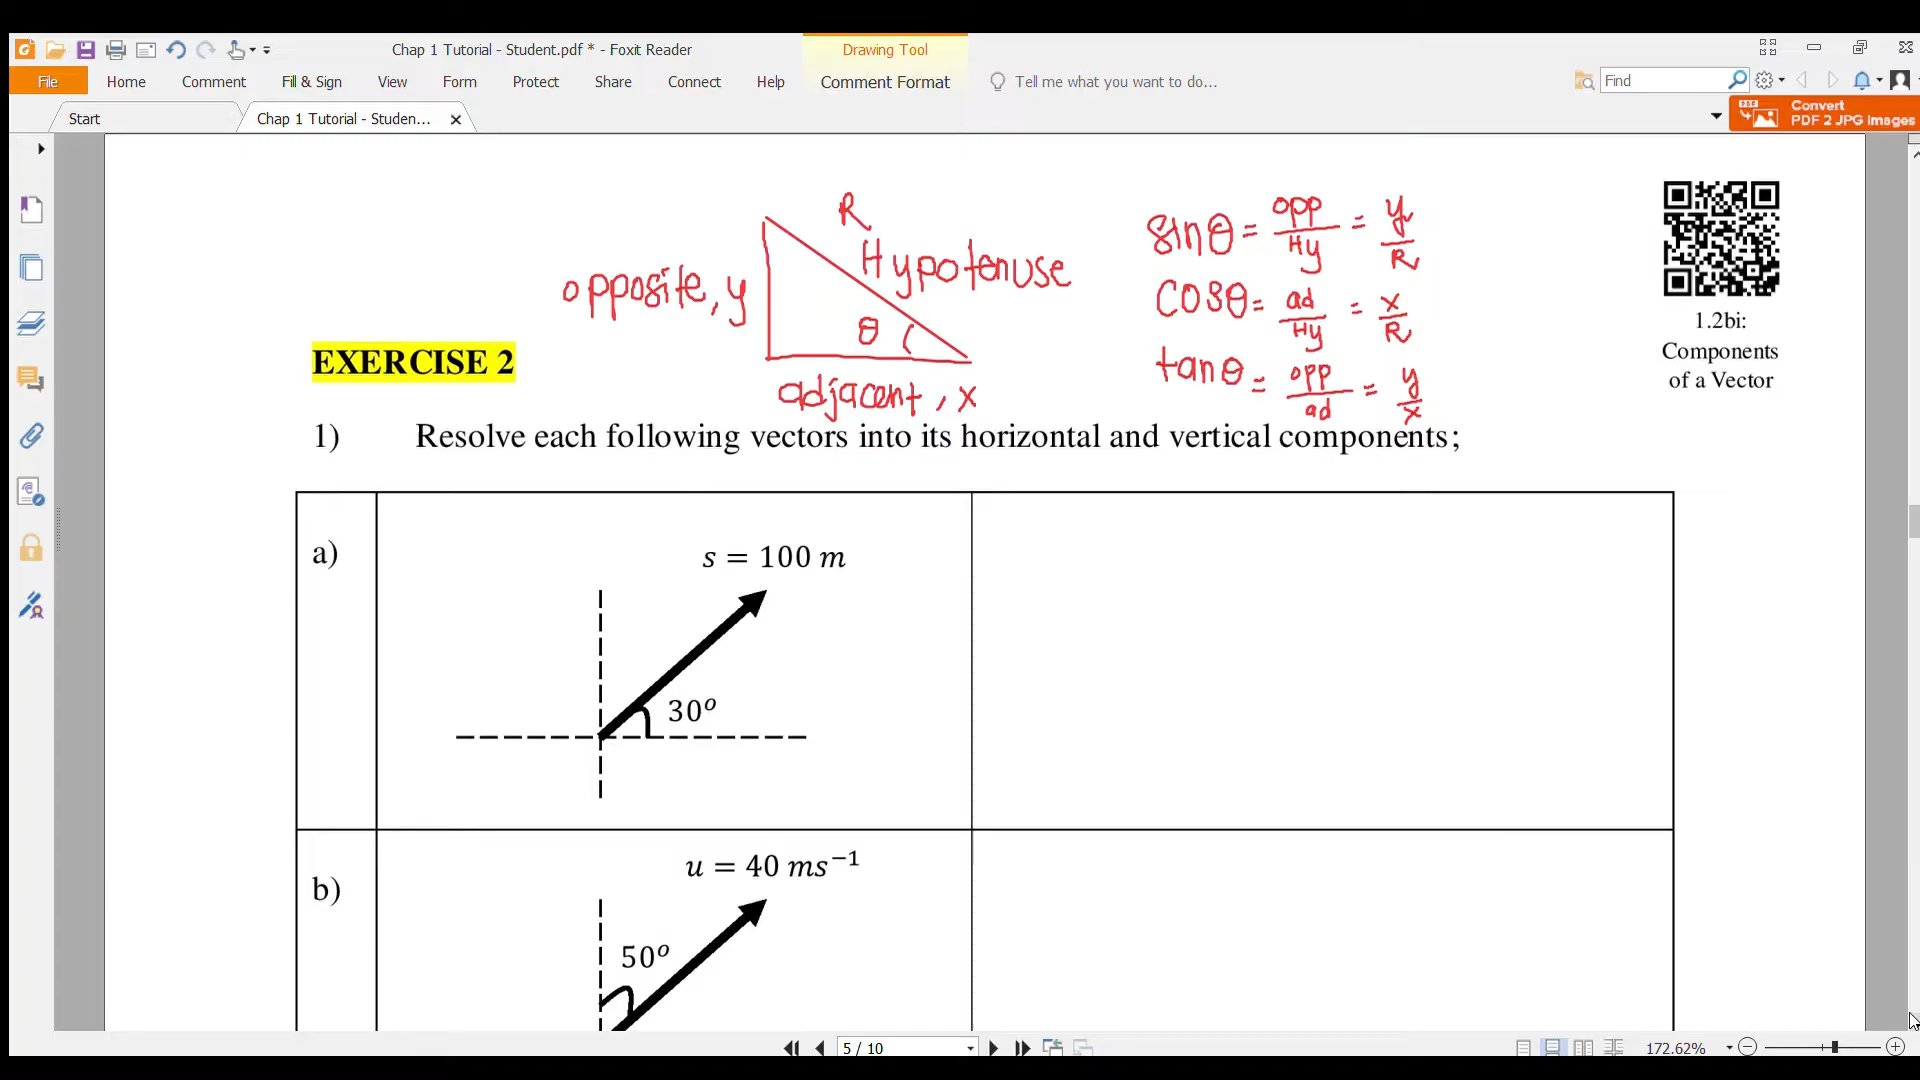 Chap 1 Tutorial - Student.pdf * - Foxit Reader
Drawing Tool
File Home Comment Fill & Sign View Form Protect Share Connect Help Comment Format Tell me what you want to do... Find
Start
Chap 1 Tutorial - Studen...
Convert
PDF 2 JPG Images
R
Hypotenuse
opposite, y
θ
adjacent, x
sinθ = opp/Hy = y/R
cosθ = ad/Hy = x/R
tanθ = opp/ad = y/x
1.2bi:
Components
of a Vector
EXERCISE 2
1) Resolve each following vectors into its horizontal and vertical components;
a)
s = 100 m
30°
b)
u = 40 ms⁻¹
50°
5 / 10
172.62%